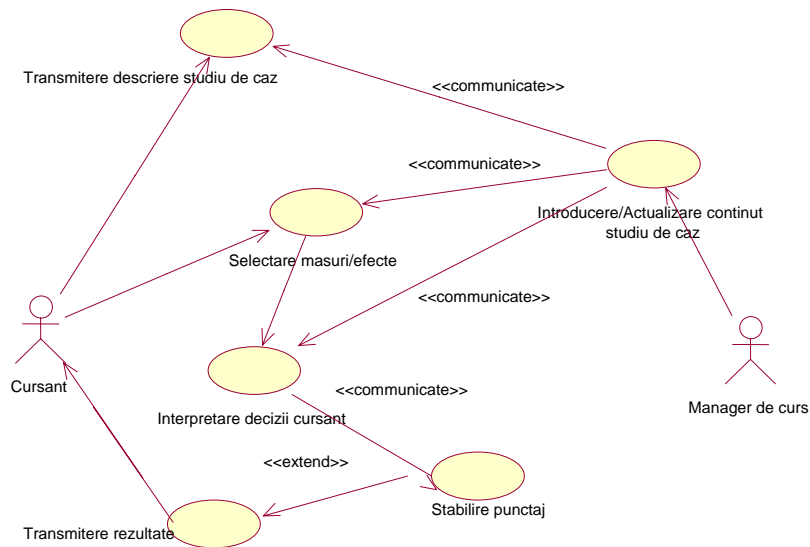 Transmitere descriere studiu de caz
<<communicate>>
<<communicate>>
Introducere/Actualizare continut
studiu de caz
Selectare masuri/efecte
<<communicate>>
Cursant
<<communicate>>
Manager de curs
Interpretare decizii cursant
<<extend>>
Stabilire punctaj
Transmitere rezultate